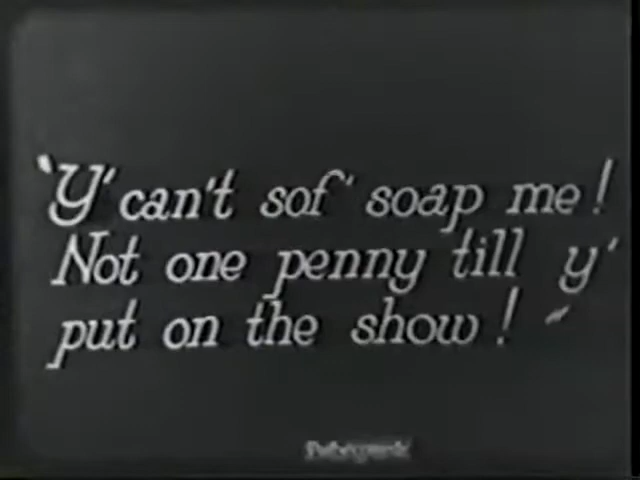 "Y' can't sof' soap me!
Not one penny till y'
put on the show!"